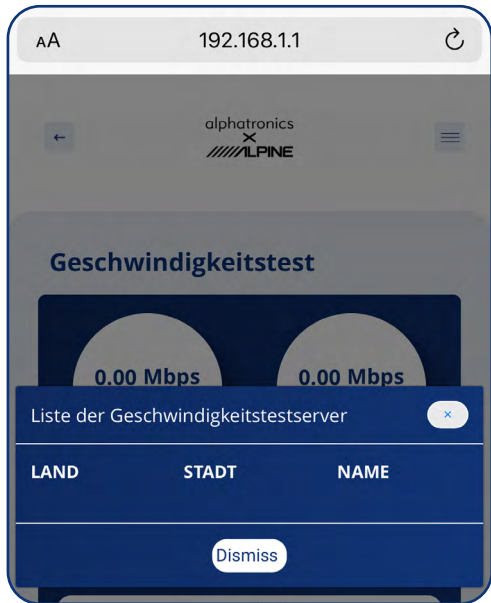 AA 192.168.1.1
alphatronics
X
ALPINE
Geschwindigkeitstest
0.00 Mbps 0.00 Mbps
Liste der Geschwindigkeitstestserver ×
LAND STADT NAME
Dismiss